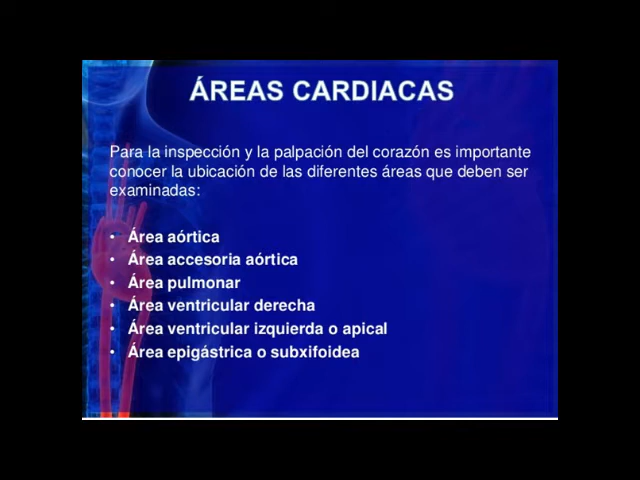 ÁREAS CARDIACAS
Para la inspección y la palpación del corazón es importante
conocer la ubicación de las diferentes áreas que deben ser
examinadas:
• Área aórtica
• Área accesoria aórtica
• Área pulmonar
• Área ventricular derecha
• Área ventricular izquierda o apical
• Área epigástrica o subxifoidea